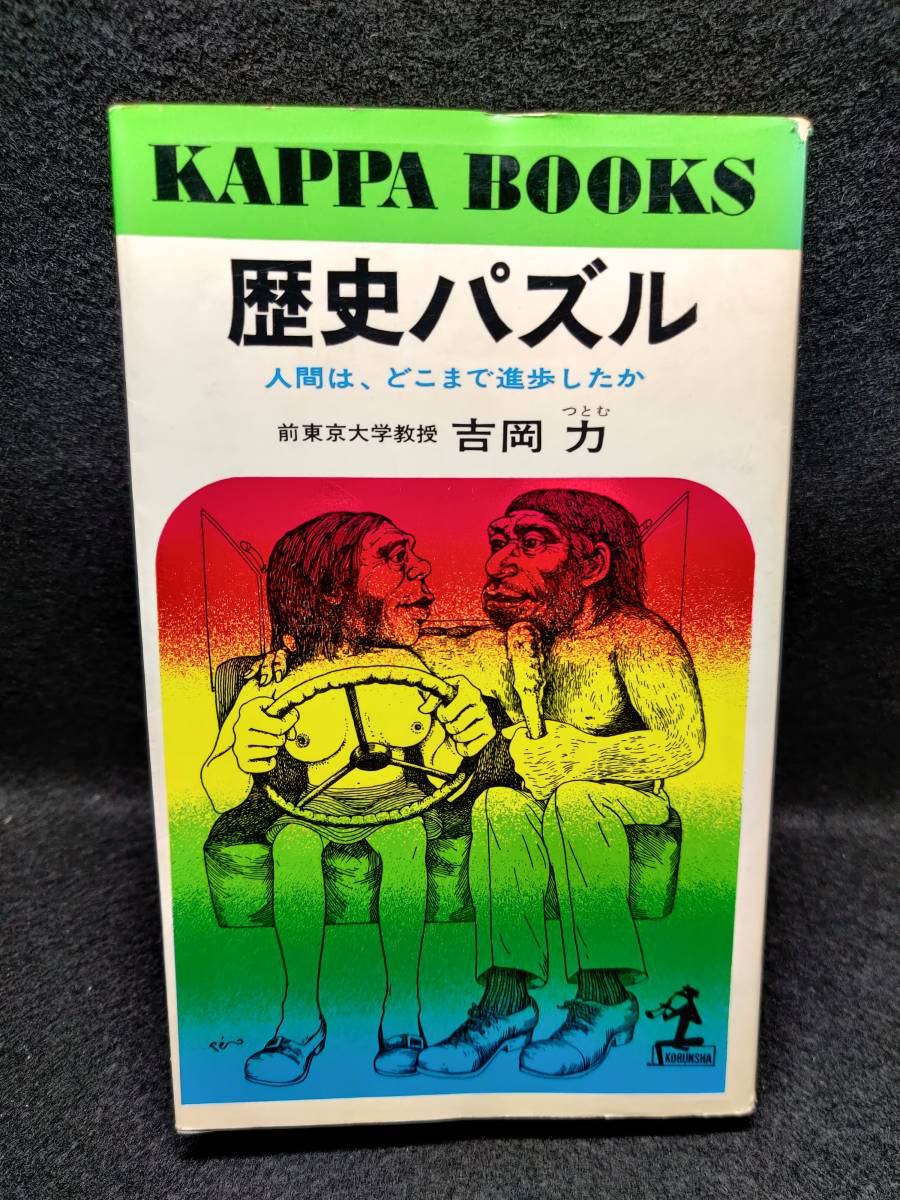 KAPPA BOOKS
歴史パズル
人間は、どこまで進歩したか
つとむ
前東京大学教授 吉岡 力
KOBUNSHA